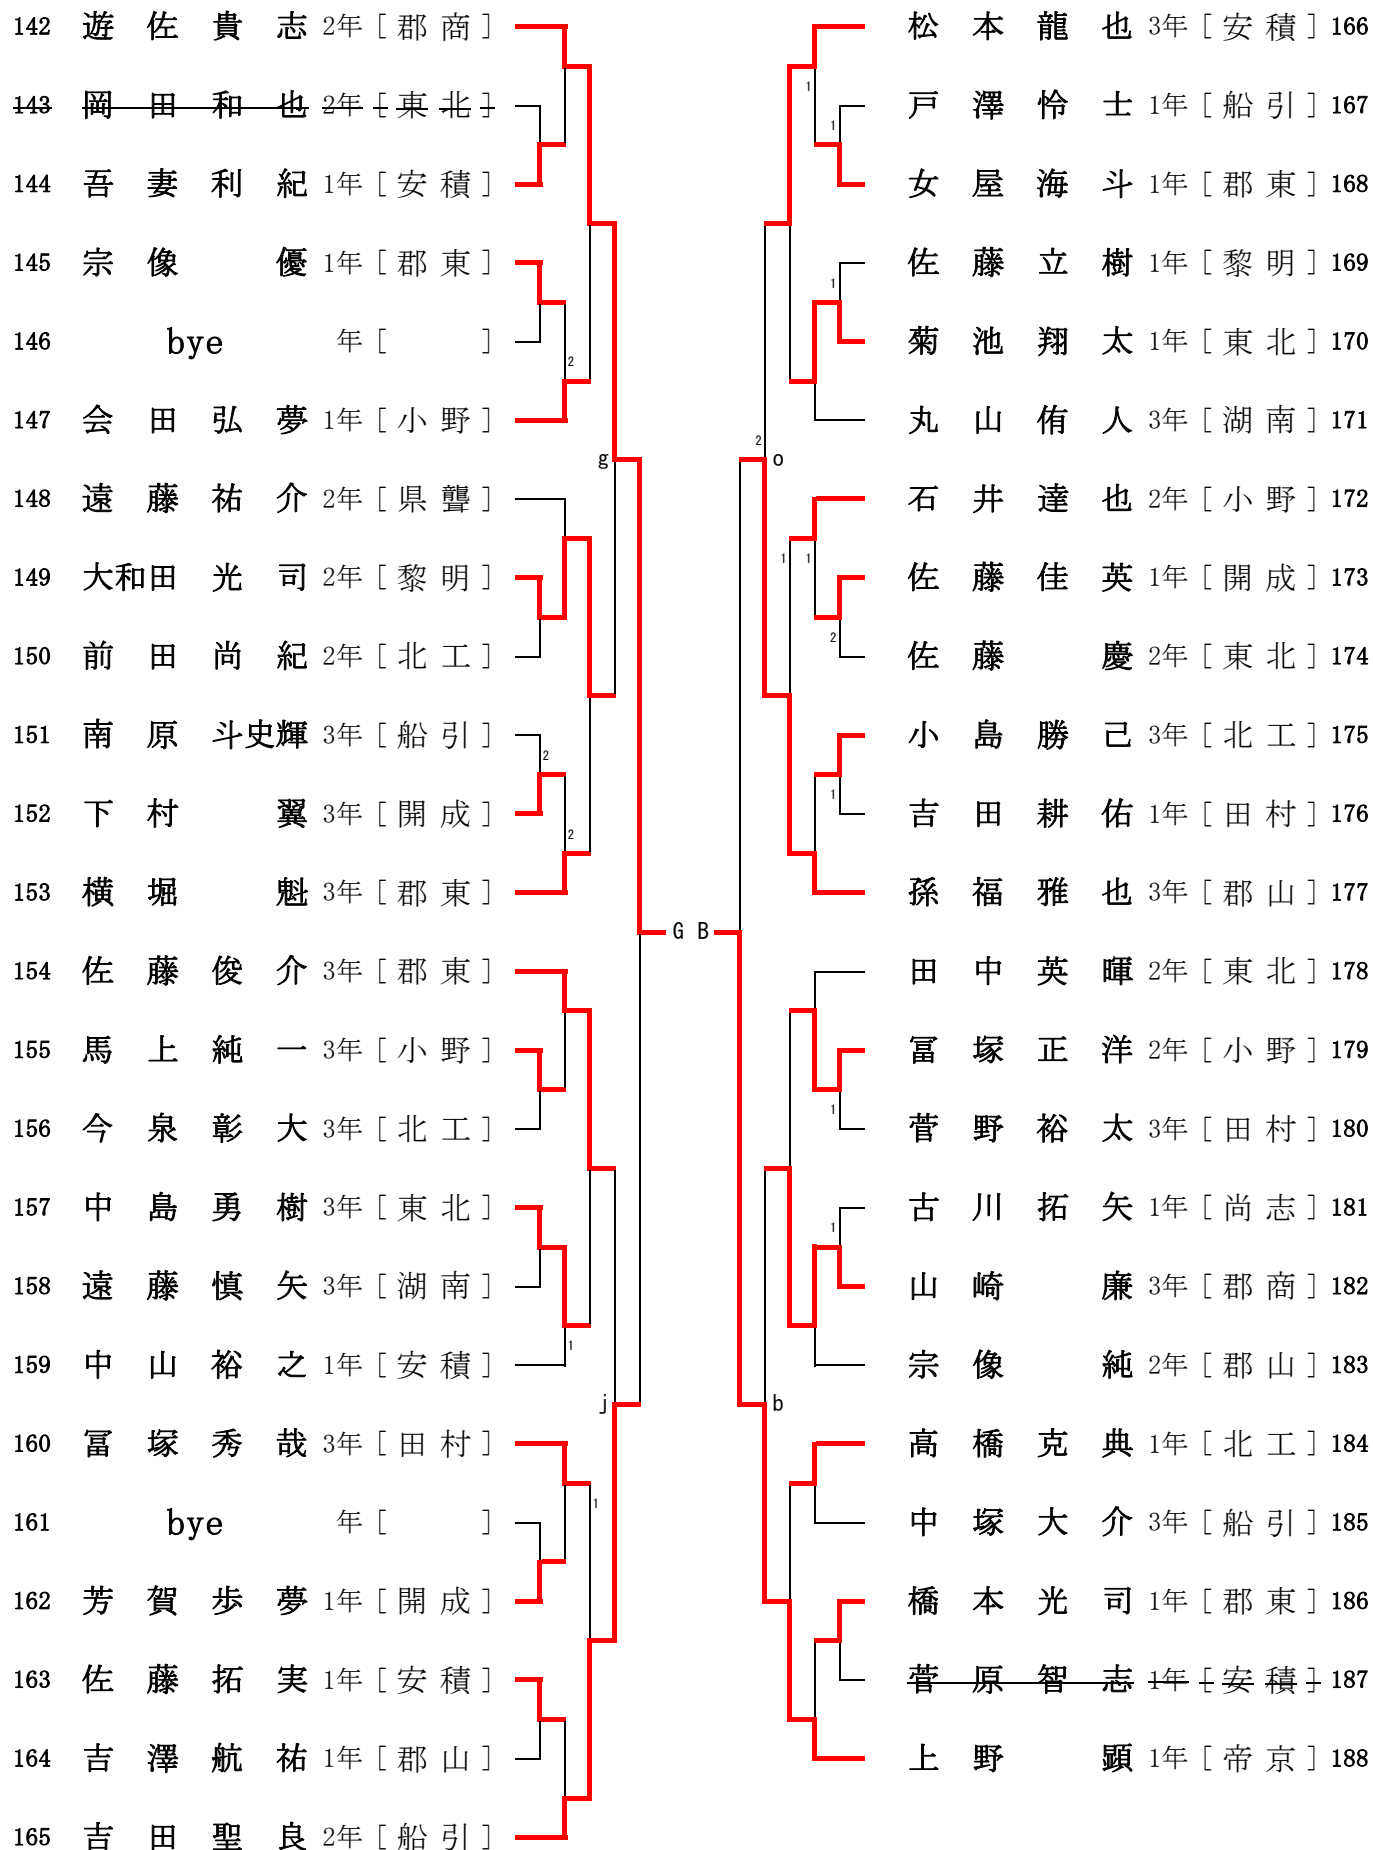 142 遊佐貴志 2年 [ 郡商 ]
143 岡田和也 2年 [ 東北 ]
144 吾妻利紀 1年 [ 安積 ]
145 宗像優 1年 [ 郡東 ]
146 bye 年 [ ]
2
147 会田弘夢 1年 [ 小野 ]
g
148 遠藤祐介 2年 [ 県聾 ]
149 大和田光司 2年 [ 黎明 ]
150 前田尚紀 2年 [ 北工 ]
151 南原斗史輝 3年 [ 船引 ]
2
152 下村翼 3年 [ 開成 ]
2
153 横堀魁 3年 [ 郡東 ]
G B
154 佐藤俊介 3年 [ 郡東 ]
155 馬上純一 3年 [ 小野 ]
156 今泉彰大 3年 [ 北工 ]
157 中島勇樹 3年 [ 東北 ]
158 遠藤慎矢 3年 [ 湖南 ]
1
159 中山裕之 1年 [ 安積 ]
j
160 冨塚秀哉 3年 [ 田村 ]
1
161 bye 年 [ ]
162 芳賀歩夢 1年 [ 開成 ]
163 佐藤拓実 1年 [ 安積 ]
164 吉澤航祐 1年 [ 郡山 ]
165 吉田聖良 2年 [ 船引 ]
松本龍也 3年 [ 安積 ] 166
1
戸澤怜士 1年 [ 船引 ] 167
1
女屋海斗 1年 [ 郡東 ] 168
佐藤立樹 1年 [ 黎明 ] 169
1
菊池翔太 1年 [ 東北 ] 170
丸山侑人 3年 [ 湖南 ] 171
2
o
石井達也 2年 [ 小野 ] 172
1 1
佐藤佳英 1年 [ 開成 ] 173
2
佐藤慶 2年 [ 東北 ] 174
小島勝己 3年 [ 北工 ] 175
1
吉田耕佑 1年 [ 田村 ] 176
孫福雅也 3年 [ 郡山 ] 177
田中英暉 2年 [ 東北 ] 178
冨塚正洋 2年 [ 小野 ] 179
1
菅野裕太 3年 [ 田村 ] 180
古川拓矢 1年 [ 尚志 ] 181
1
山崎廉 3年 [ 郡商 ] 182
宗像純 2年 [ 郡山 ] 183
b
高橋克典 1年 [ 北工 ] 184
中塚大介 3年 [ 船引 ] 185
橋本光司 1年 [ 郡東 ] 186
菅原智志 1年 [ 安積 ] 187
上野顕 1年 [ 帝京 ] 188